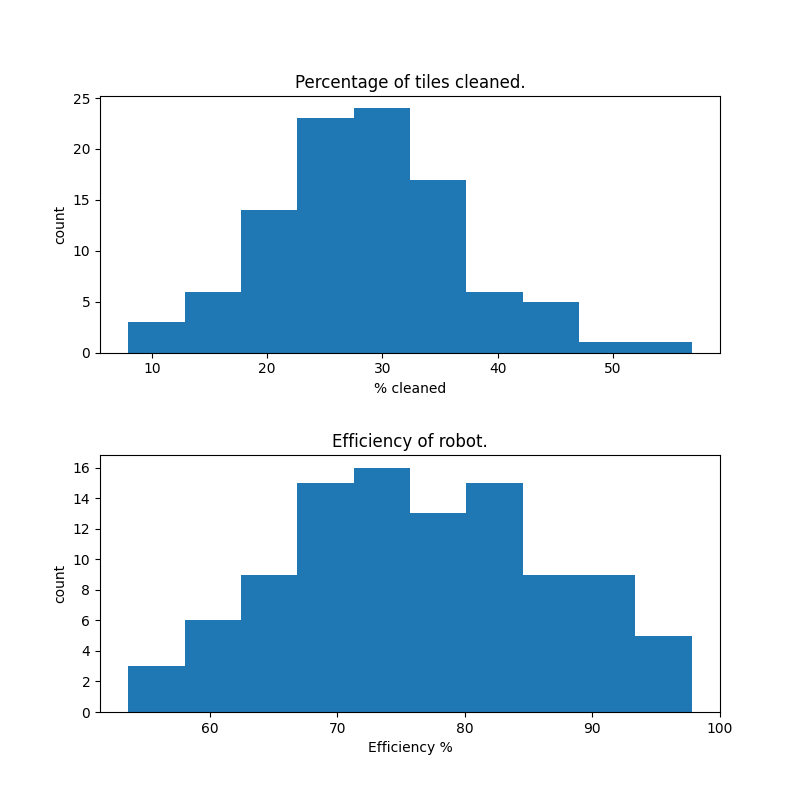 Percentage of tiles cleaned.
25
20
15
10
5
0
count
10 20 30 40 50
% cleaned
Efficiency of robot.
16
14
12
10
8
6
4
2
0
count
60 70 80 90 100
Efficiency %